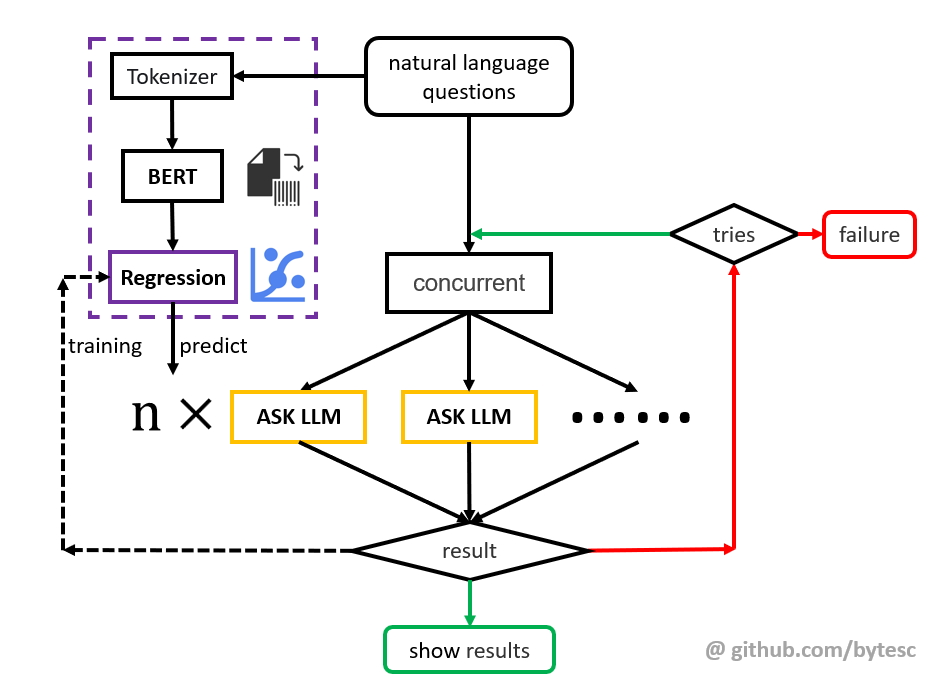 natural language
questions
Tokenizer
BERT
Regression
training
predict
concurrent
tries
failure
n × ASK LLM ASK LLM ......
result
show results
@ github.com/bytesc